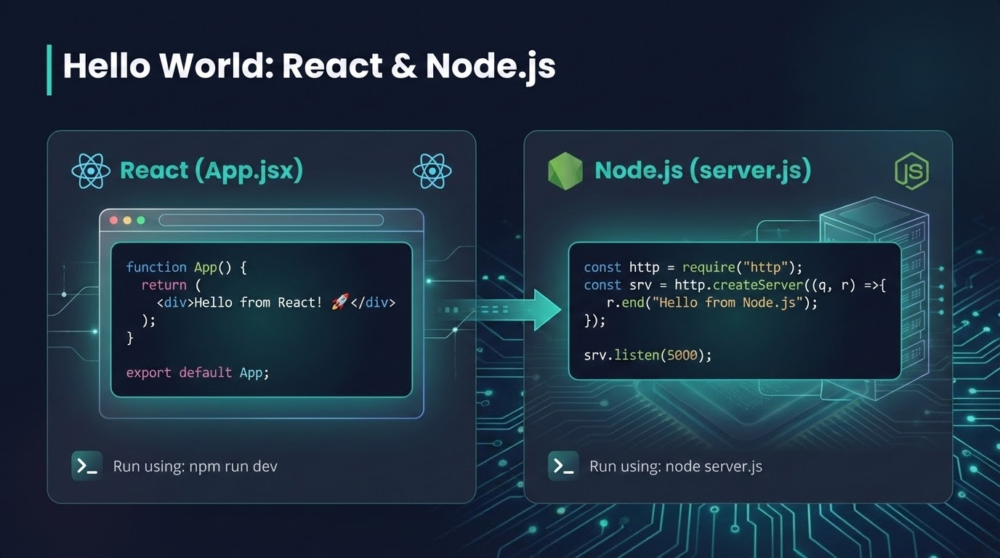 Hello World: React & Node.js
React (App.jsx)
function App() {
  return (
    <div>Hello from React! 🚀</div>
  );
}
export default App;
Run using: npm run dev
Node.js (server.js)
JS
const http = require("http");
const srv = http.createServer((q, r) =>{
   r.end("Hello from Node.js");
});
srv.listen(5000);
Run using: node server.js